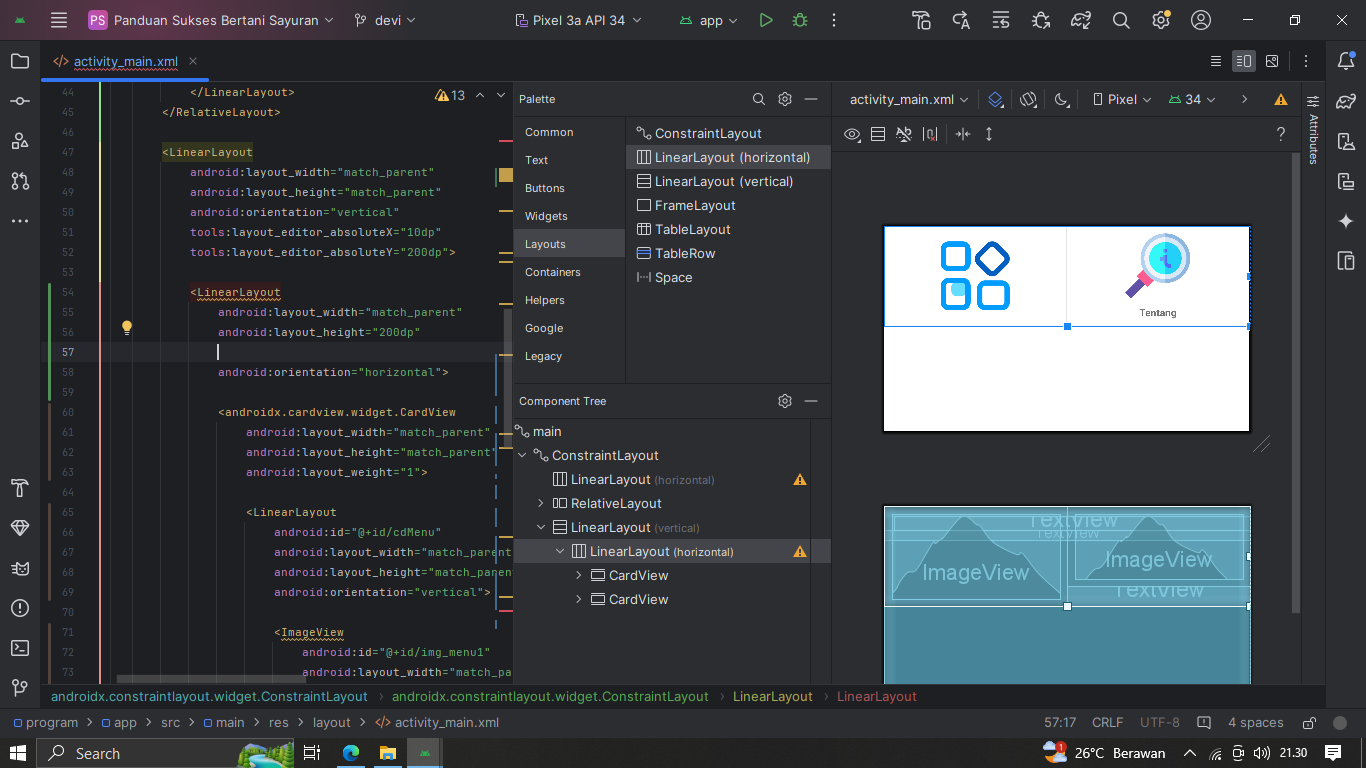 PS Panduan Sukses Bertani Sayuran devi Pixel 3a API 34 app
activity_main.xml
44 </LinearLayout>
45 </RelativeLayout>
46
47 <LinearLayout
48 android:layout_width="match_parent"
49 android:layout_height="match_parent"
50 android:orientation="vertical"
51 tools:layout_editor_absoluteX="10dp"
52 tools:layout_editor_absoluteY="200dp">
53
54 <LinearLayout
55 android:layout_width="match_parent"
56 android:layout_height="200dp"
57
58 android:orientation="horizontal">
59
60 <androidx.cardview.widget.CardView
61 android:layout_width="match_parent"
62 android:layout_height="match_parent"
63 android:layout_weight="1">
64
65 <LinearLayout
66 android:id="@+id/cdMenu"
67 android:layout_width="match_parent
68 android:layout_height="match_paren
69 android:orientation="vertical">
70
71 <ImageView
72 android:id="@+id/img_menu1"
73 android:layout_width="match_pa
13
Palette
Common
Text
Buttons
Widgets
Layouts
Containers
Helpers
Google
Legacy
ConstraintLayout
LinearLayout (horizontal)
LinearLayout (vertical)
FrameLayout
TableLayout
TableRow
Space
Component Tree
main
ConstraintLayout
LinearLayout (horizontal)
RelativeLayout
LinearLayout (vertical)
LinearLayout (horizontal)
CardView
CardView
activity_main.xml Pixel 34
?
Attributes
Tentang
TextView
TextView
ImageView
ImageView
TextView
androidx.constraintlayout.widget.ConstraintLayout androidx.constraintlayout.widget.ConstraintLayout LinearLayout LinearLayout
program app src main res layout activity_main.xml 57:17 CRLF UTF-8 4 spaces
Search 1 26°C Berawan 21.30